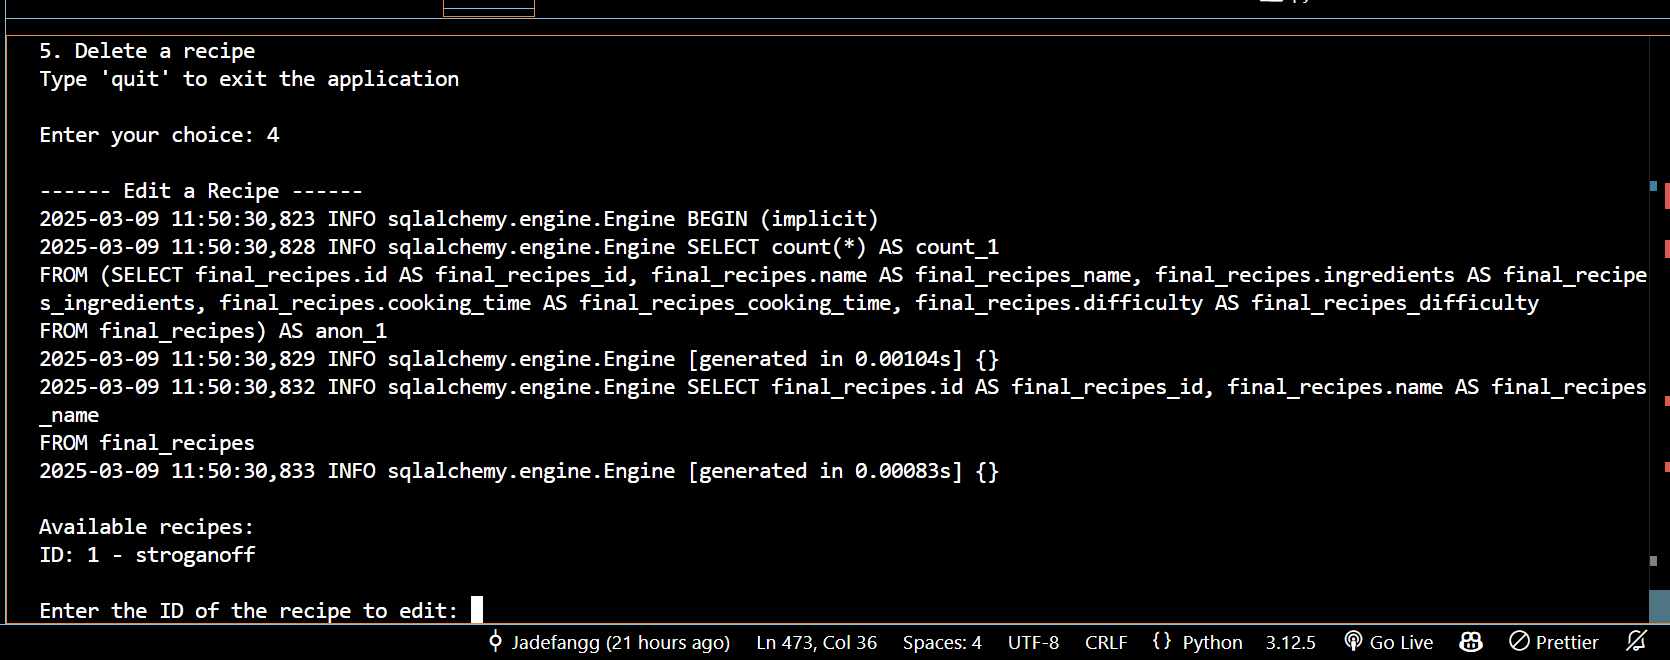 5. Delete a recipe
Type 'quit' to exit the application
Enter your choice: 4
------ Edit a Recipe ------
2025-03-09 11:50:30,823 INFO sqlalchemy.engine.Engine BEGIN (implicit)
2025-03-09 11:50:30,828 INFO sqlalchemy.engine.Engine SELECT count(*) AS count_1
FROM (SELECT final_recipes.id AS final_recipes_id, final_recipes.name AS final_recipes_name, final_recipes.ingredients AS final_recipe
s_ingredients, final_recipes.cooking_time AS final_recipes_cooking_time, final_recipes.difficulty AS final_recipes_difficulty
FROM final_recipes) AS anon_1
2025-03-09 11:50:30,829 INFO sqlalchemy.engine.Engine [generated in 0.00104s] {}
2025-03-09 11:50:30,832 INFO sqlalchemy.engine.Engine SELECT final_recipes.id AS final_recipes_id, final_recipes.name AS final_recipes
_name
FROM final_recipes
2025-03-09 11:50:30,833 INFO sqlalchemy.engine.Engine [generated in 0.00083s] {}
Available recipes:
ID: 1 - stroganoff
Enter the ID of the recipe to edit:
Jadefangg (21 hours ago) Ln 473, Col 36 Spaces: 4 UTF-8 CRLF {} Python 3.12.5 Go Live Prettier